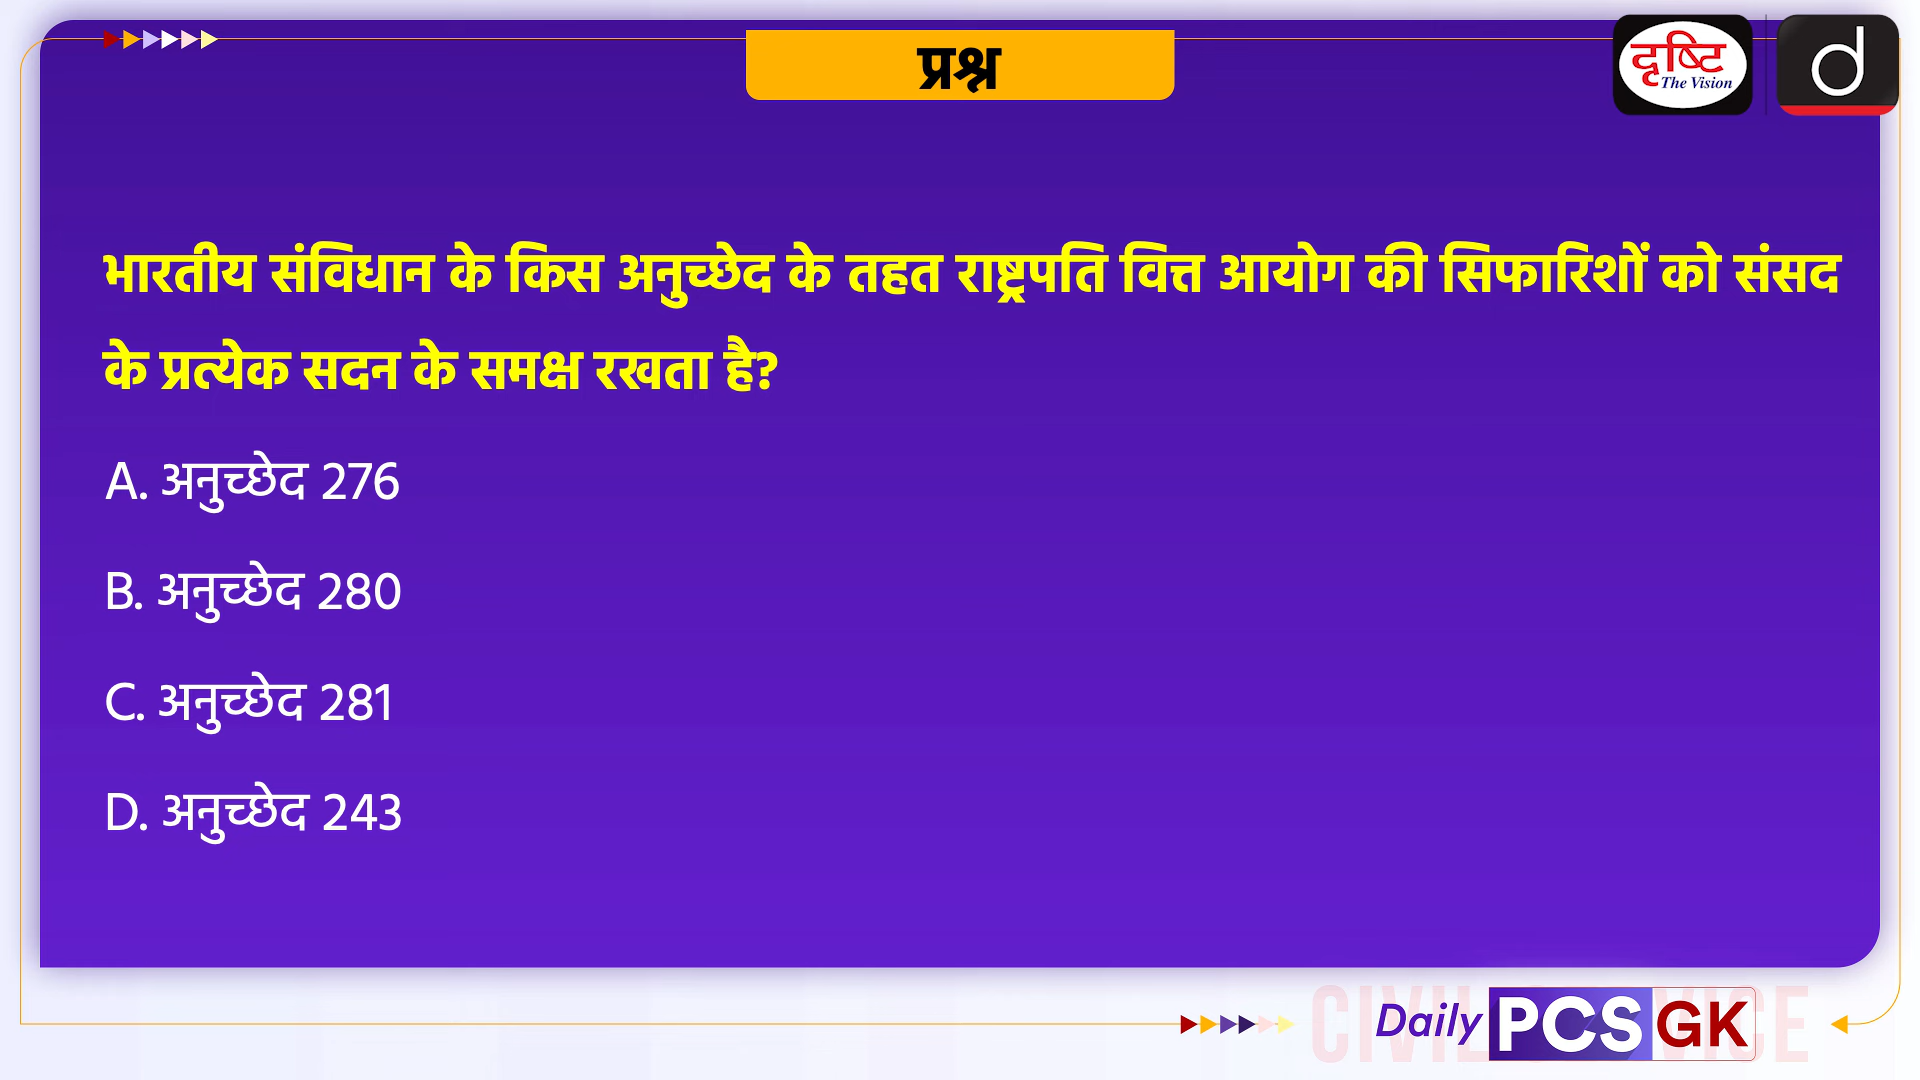 प्रश्न
दृष्टि
The Vision
d
भारतीय संविधान के किस अनुच्छेद के तहत राष्ट्रपति वित्त आयोग की सिफारिशों को संसद
के प्रत्येक सदन के समक्ष रखता है?
A. अनुच्छेद 276
B. अनुच्छेद 280
C. अनुच्छेद 281
D. अनुच्छेद 243
Daily PCS GK